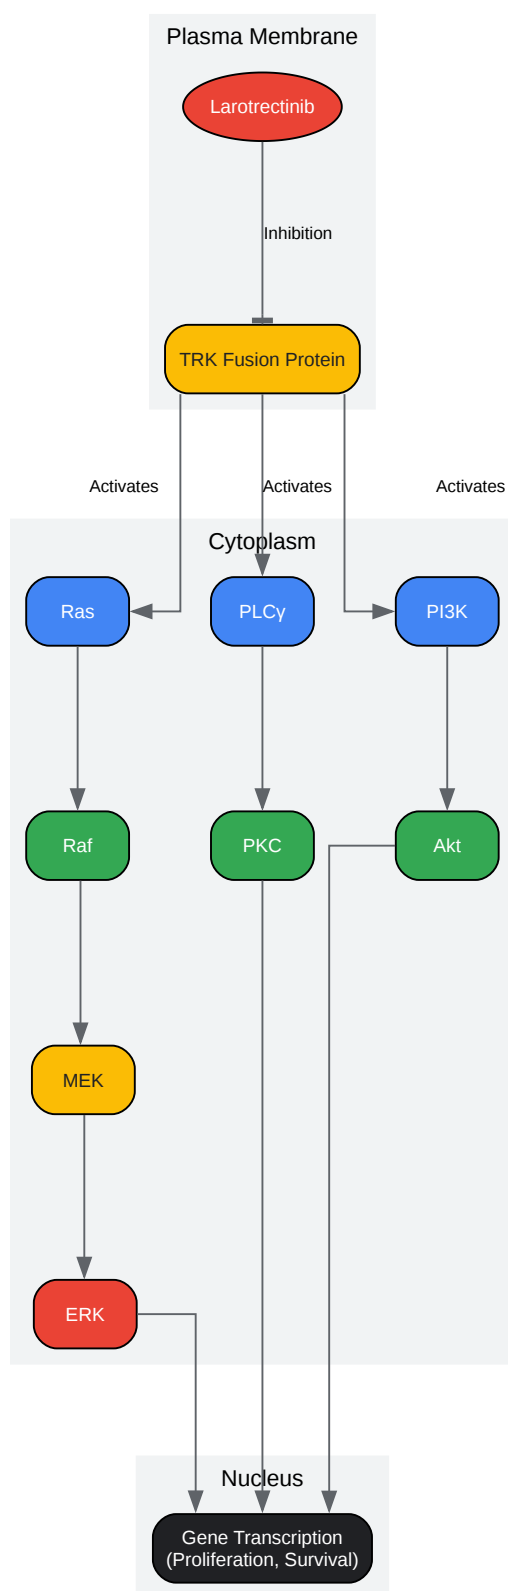 Plasma Membrane
Larotrectinib
Inhibition
TRK Fusion Protein
Activates
Activates
Activates
Cytoplasm
Ras
PLCγ
PI3K
Raf
PKC
Akt
MEK
ERK
Nucleus
Gene Transcription
(Proliferation, Survival)